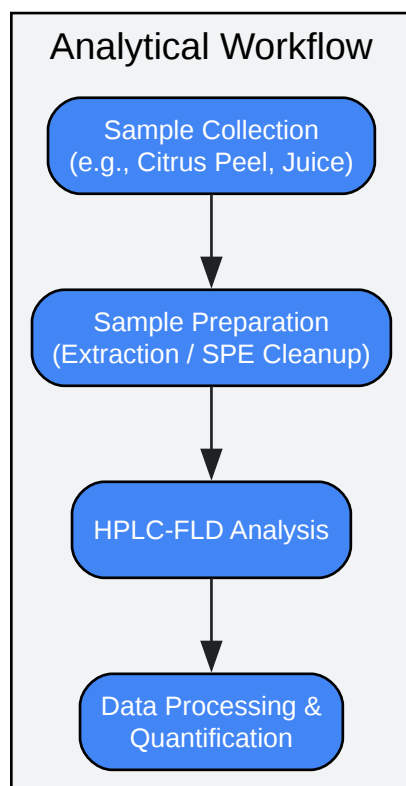 Analytical Workflow
Sample Collection
(e.g., Citrus Peel, Juice)
Sample Preparation
(Extraction / SPE Cleanup)
HPLC-FLD Analysis
Data Processing &
Quantification